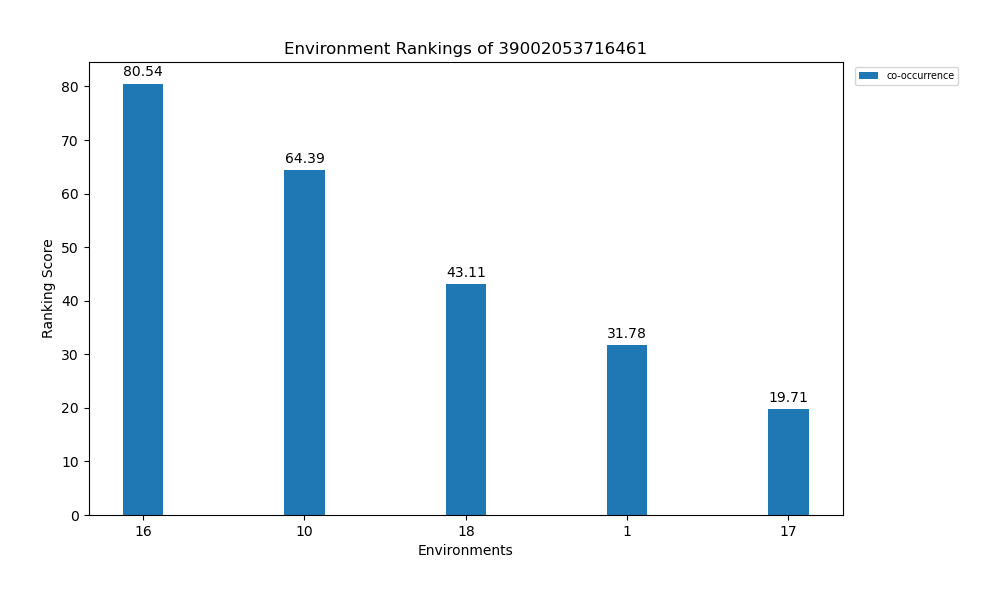 Environment Rankings of 39002053716461
co-occurrence
80.54
64.39
43.11
31.78
19.71
Ranking Score
80
70
60
50
40
30
20
10
0
16 10 18 1 17
Environments